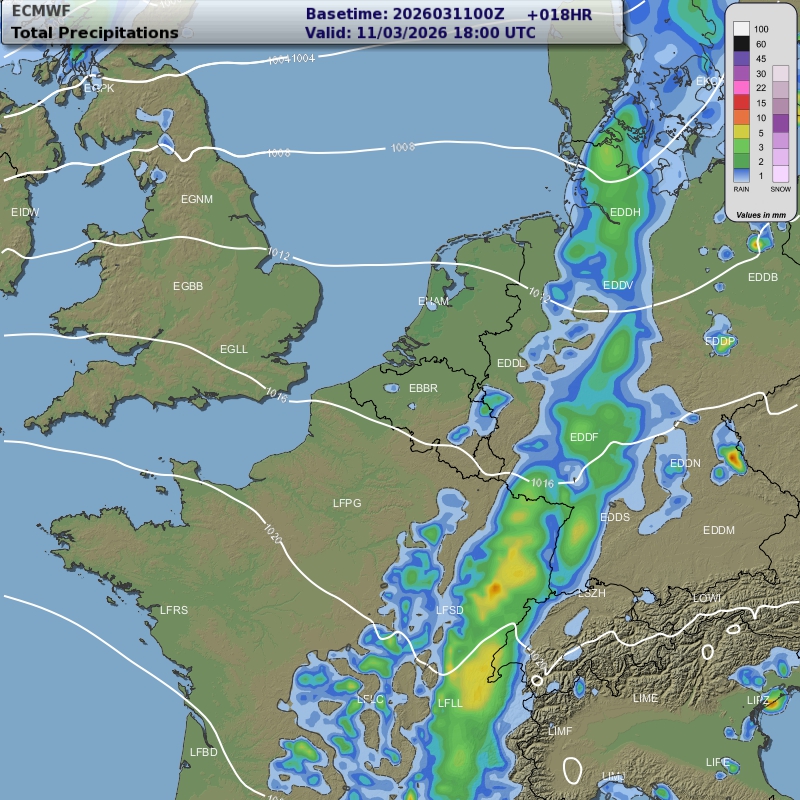 ECMWF
Basetime: 2026031100Z +018HR
Total Precipitations
Valid: 11/03/2026 18:00 UTC
1004
1004
100
60
45
30
22
15
10
5
3
2
1
RAIN
SNOW
Values in mm
1008
1008
EIDW
EGNM
EDDH
1012
EGBB
1012
EDDV
EDDB
EHAM
EGLL
EDDP
EDDL
EBBR
1016
EDDF
EDDN
1016
LFPG
EDDS
EDDM
1020
LFRS
LFSD
LSZH
LOWI
LFLC
LFLL
LIME
LIPZ
LIMF
LFBD
LIPE